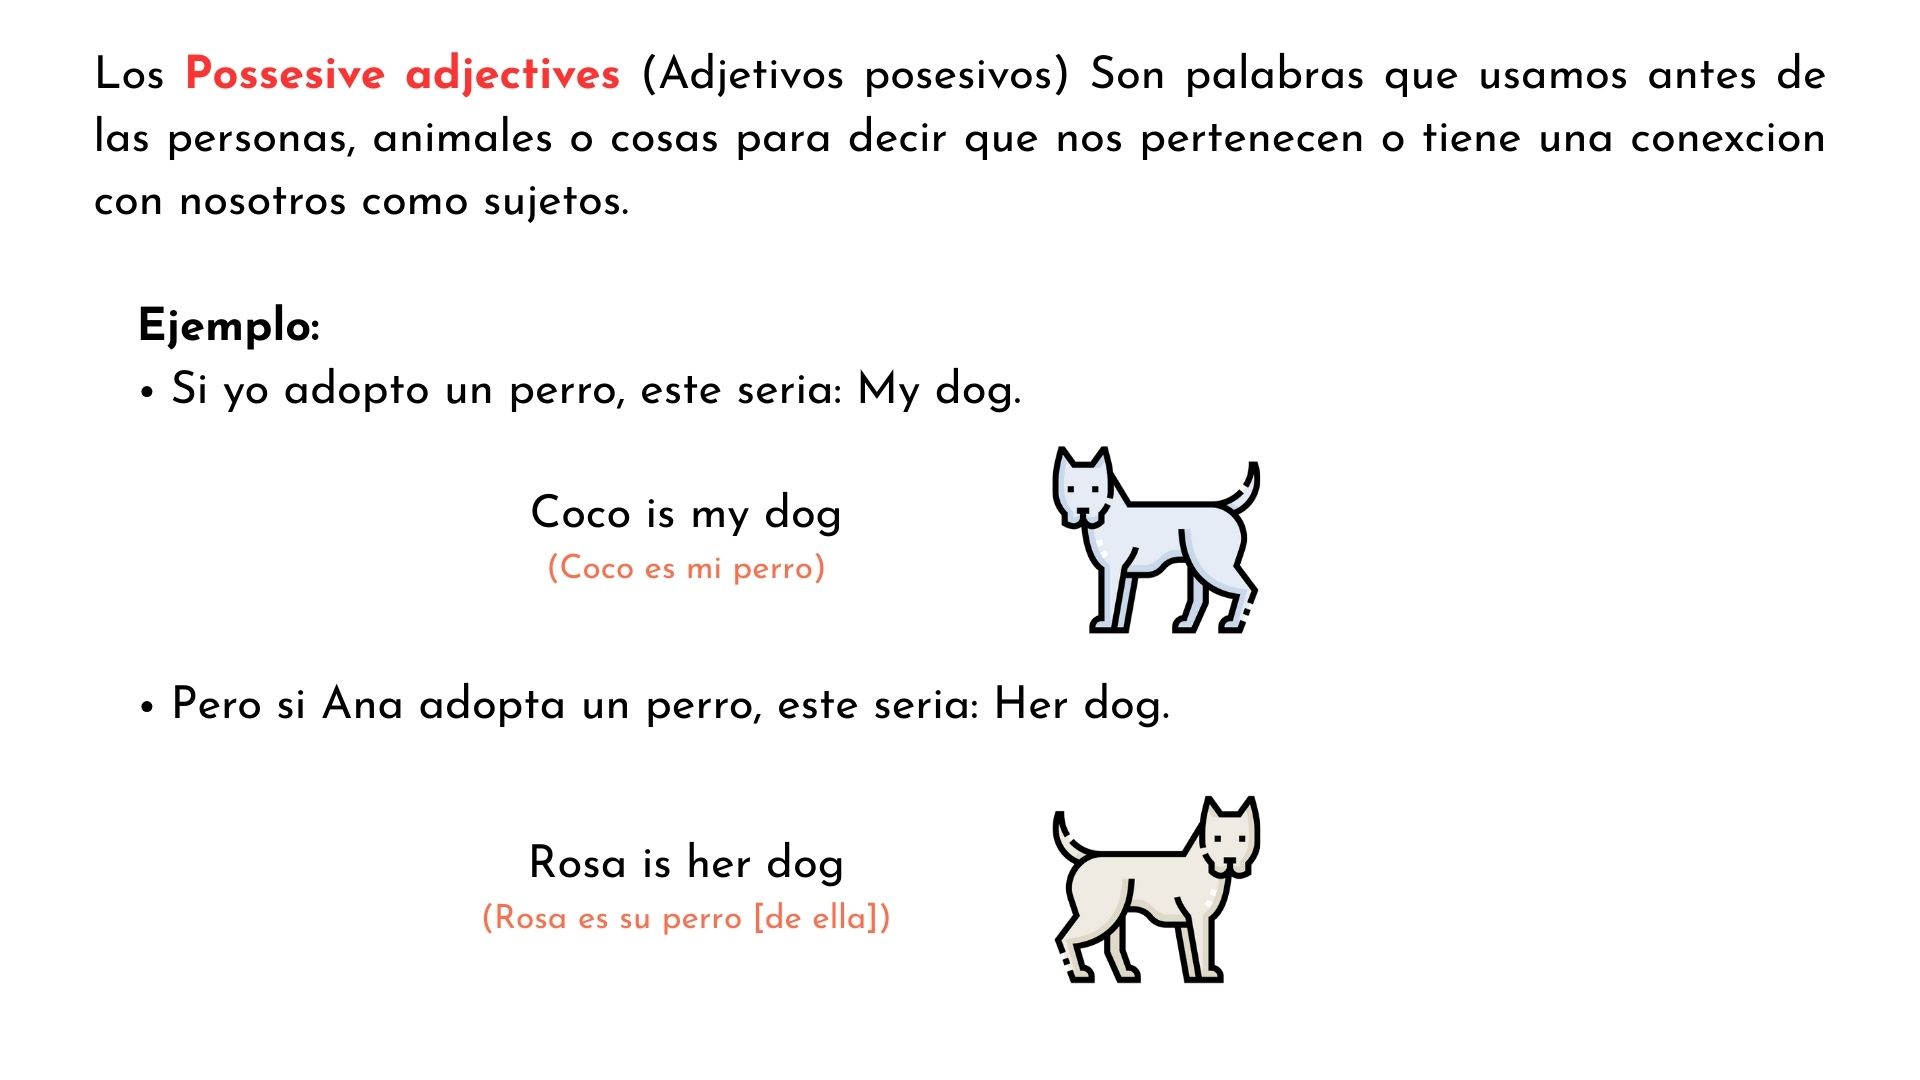 Los Possesive adjectives (Adjetivos posesivos) Son palabras que usamos antes de
las personas, animales o cosas para decir que nos pertenecen o tiene una conexcion
con nosotros como sujetos.
Ejemplo:
• Si yo adopto un perro, este seria: My dog.
Coco is my dog
(Coco es mi perro)
• Pero si Ana adopta un perro, este seria: Her dog.
Rosa is her dog
(Rosa es su perro [de ella])